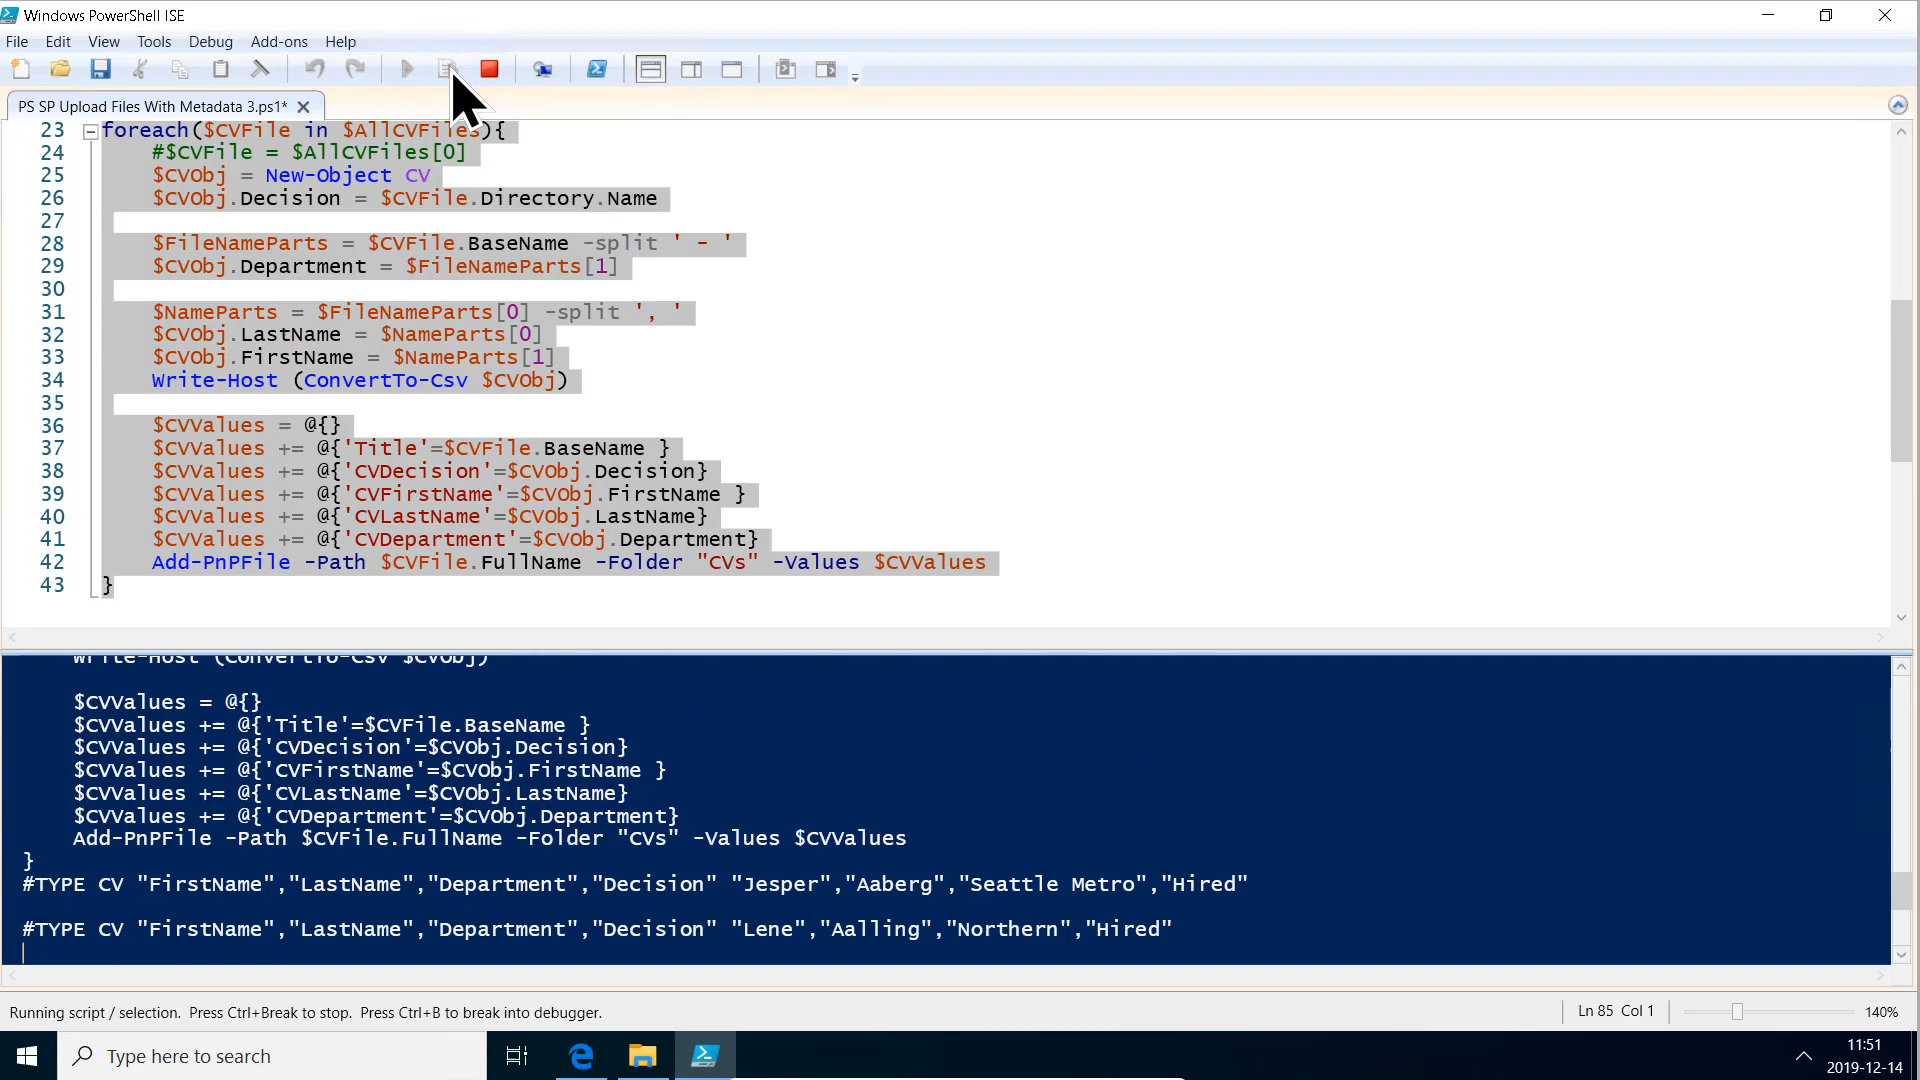 Windows PowerShell ISE
File Edit View Tools Debug Add-ons Help
PS SP Upload Files With Metadata 3.ps1*
23 foreach($CVFile in $AllCVFiles){
24 #$CVFile = $AllCVFiles[0]
25 $CVObj = New-Object CV
26 $CVObj.Decision = $CVFile.Directory.Name
27
28 $FileNameParts = $CVFile.BaseName -split ' - '
29 $CVObj.Department = $FileNameParts[1]
30
31 $NameParts = $FileNameParts[0] -split ', '
32 $CVObj.LastName = $NameParts[0]
33 $CVObj.FirstName = $NameParts[1]
34 Write-Host (ConvertTo-Csv $CVObj)
35
36 $CVValues = @{}
37 $CVValues += @{'Title'=$CVFile.BaseName }
38 $CVValues += @{'CVDecision'=$CVObj.Decision}
39 $CVValues += @{'CVFirstName'=$CVObj.FirstName }
40 $CVValues += @{'CVLastName'=$CVObj.LastName}
41 $CVValues += @{'CVDepartment'=$CVObj.Department}
42 Add-PnPFile -Path $CVFile.FullName -Folder "CVs" -Values $CVValues
43 }
Write-Host (ConvertTo-Csv $CVObj)
$CVValues = @{}
$CVValues += @{'Title'=$CVFile.BaseName }
$CVValues += @{'CVDecision'=$CVObj.Decision}
$CVValues += @{'CVFirstName'=$CVObj.FirstName }
$CVValues += @{'CVLastName'=$CVObj.LastName}
$CVValues += @{'CVDepartment'=$CVObj.Department}
Add-PnPFile -Path $CVFile.FullName -Folder "CVs" -Values $CVValues
}
#TYPE CV "FirstName","LastName","Department","Decision" "Jesper","Aaberg","Seattle Metro","Hired"
#TYPE CV "FirstName","LastName","Department","Decision" "Lene","Aalling","Northern","Hired"
Running script / selection. Press Ctrl+Break to stop. Press Ctrl+B to break into debugger. Ln 85 Col 1 140%
Type here to search
11:51
2019-12-14